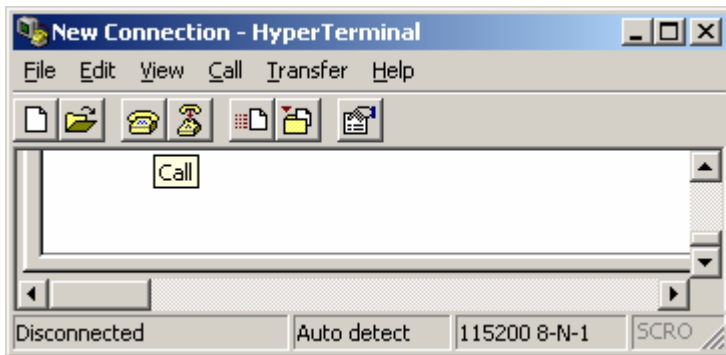 New Connection - HyperTerminal
File Edit View Call Transfer Help
Call
Disconnected Auto detect 115200 8-N-1 SCRO